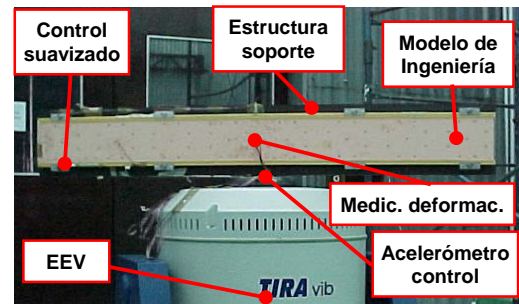 Control
suavizado
Estructura
soporte
Modelo de
Ingeniería
Medic. deformac.
EEV
Acelerómetro
control
TIRA vib